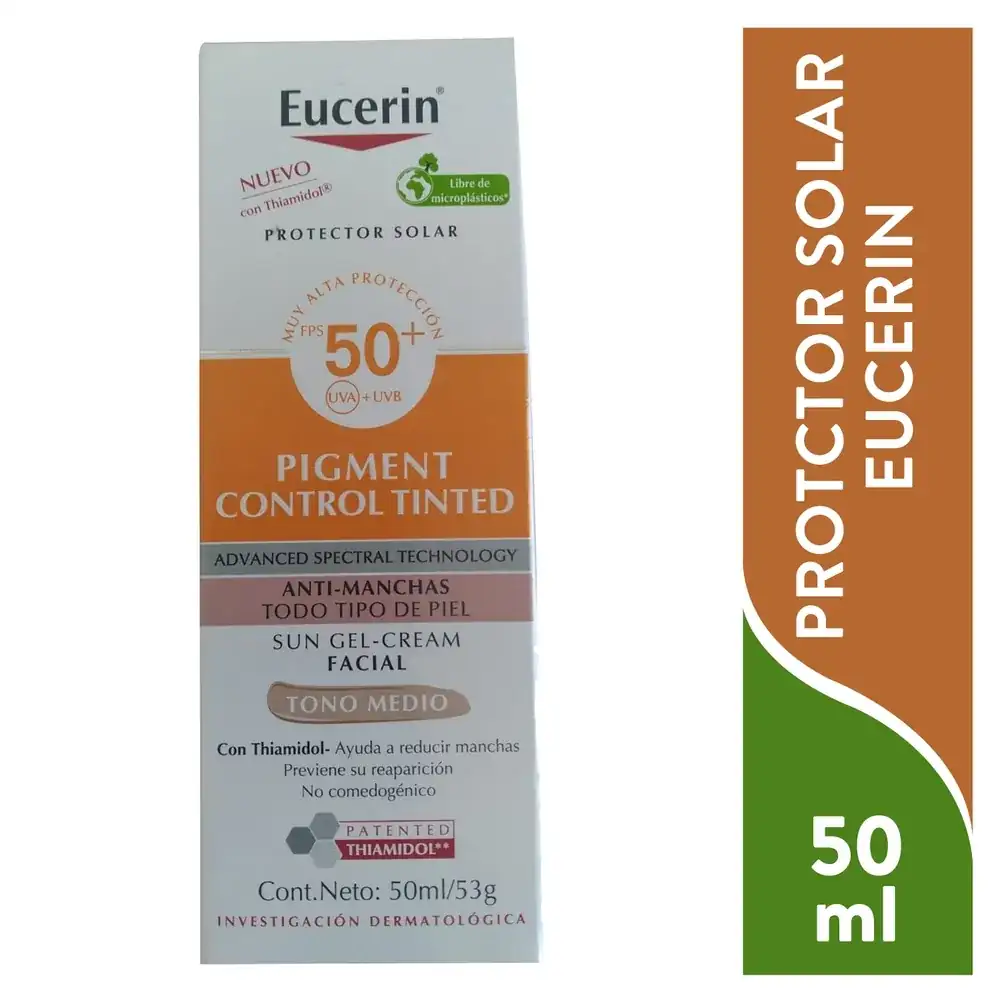 Eucerin®
NUEVO
con Thiamidol®
Libre de
microplásticos*
PROTECTOR SOLAR
MUY ALTA PROTECCIÓN
FPS 50+
UVA + UVB
PIGMENT
CONTROL TINTED
ADVANCED SPECTRAL TECHNOLOGY
ANTI-MANCHAS
TODO TIPO DE PIEL
SUN GEL-CREAM
FACIAL
TONO MEDIO
Con Thiamidol- Ayuda a reducir manchas
Previene su reaparición
No comedogénico
PATENTED
THIAMIDOL**
Cont.Neto: 50ml/53g
INVESTIGACIÓN DERMATOLÓGICA
PROTCTOR SOLAR
EUCERIN
50
ml